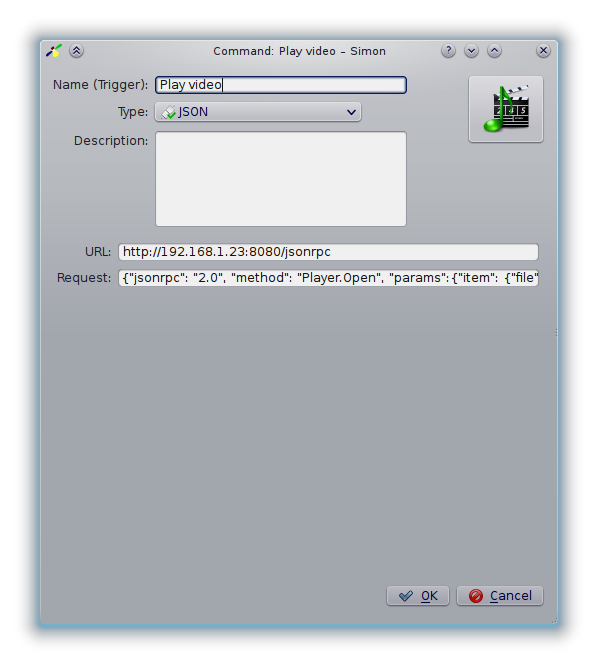 Command: Play video – Simon
Name (Trigger): Play video
Type: JSON
Description:
URL: http://192.168.1.23:8080/jsonrpc
Request: {"jsonrpc": "2.0", "method": "Player.Open", "params":{"item": {"file"
OK Cancel